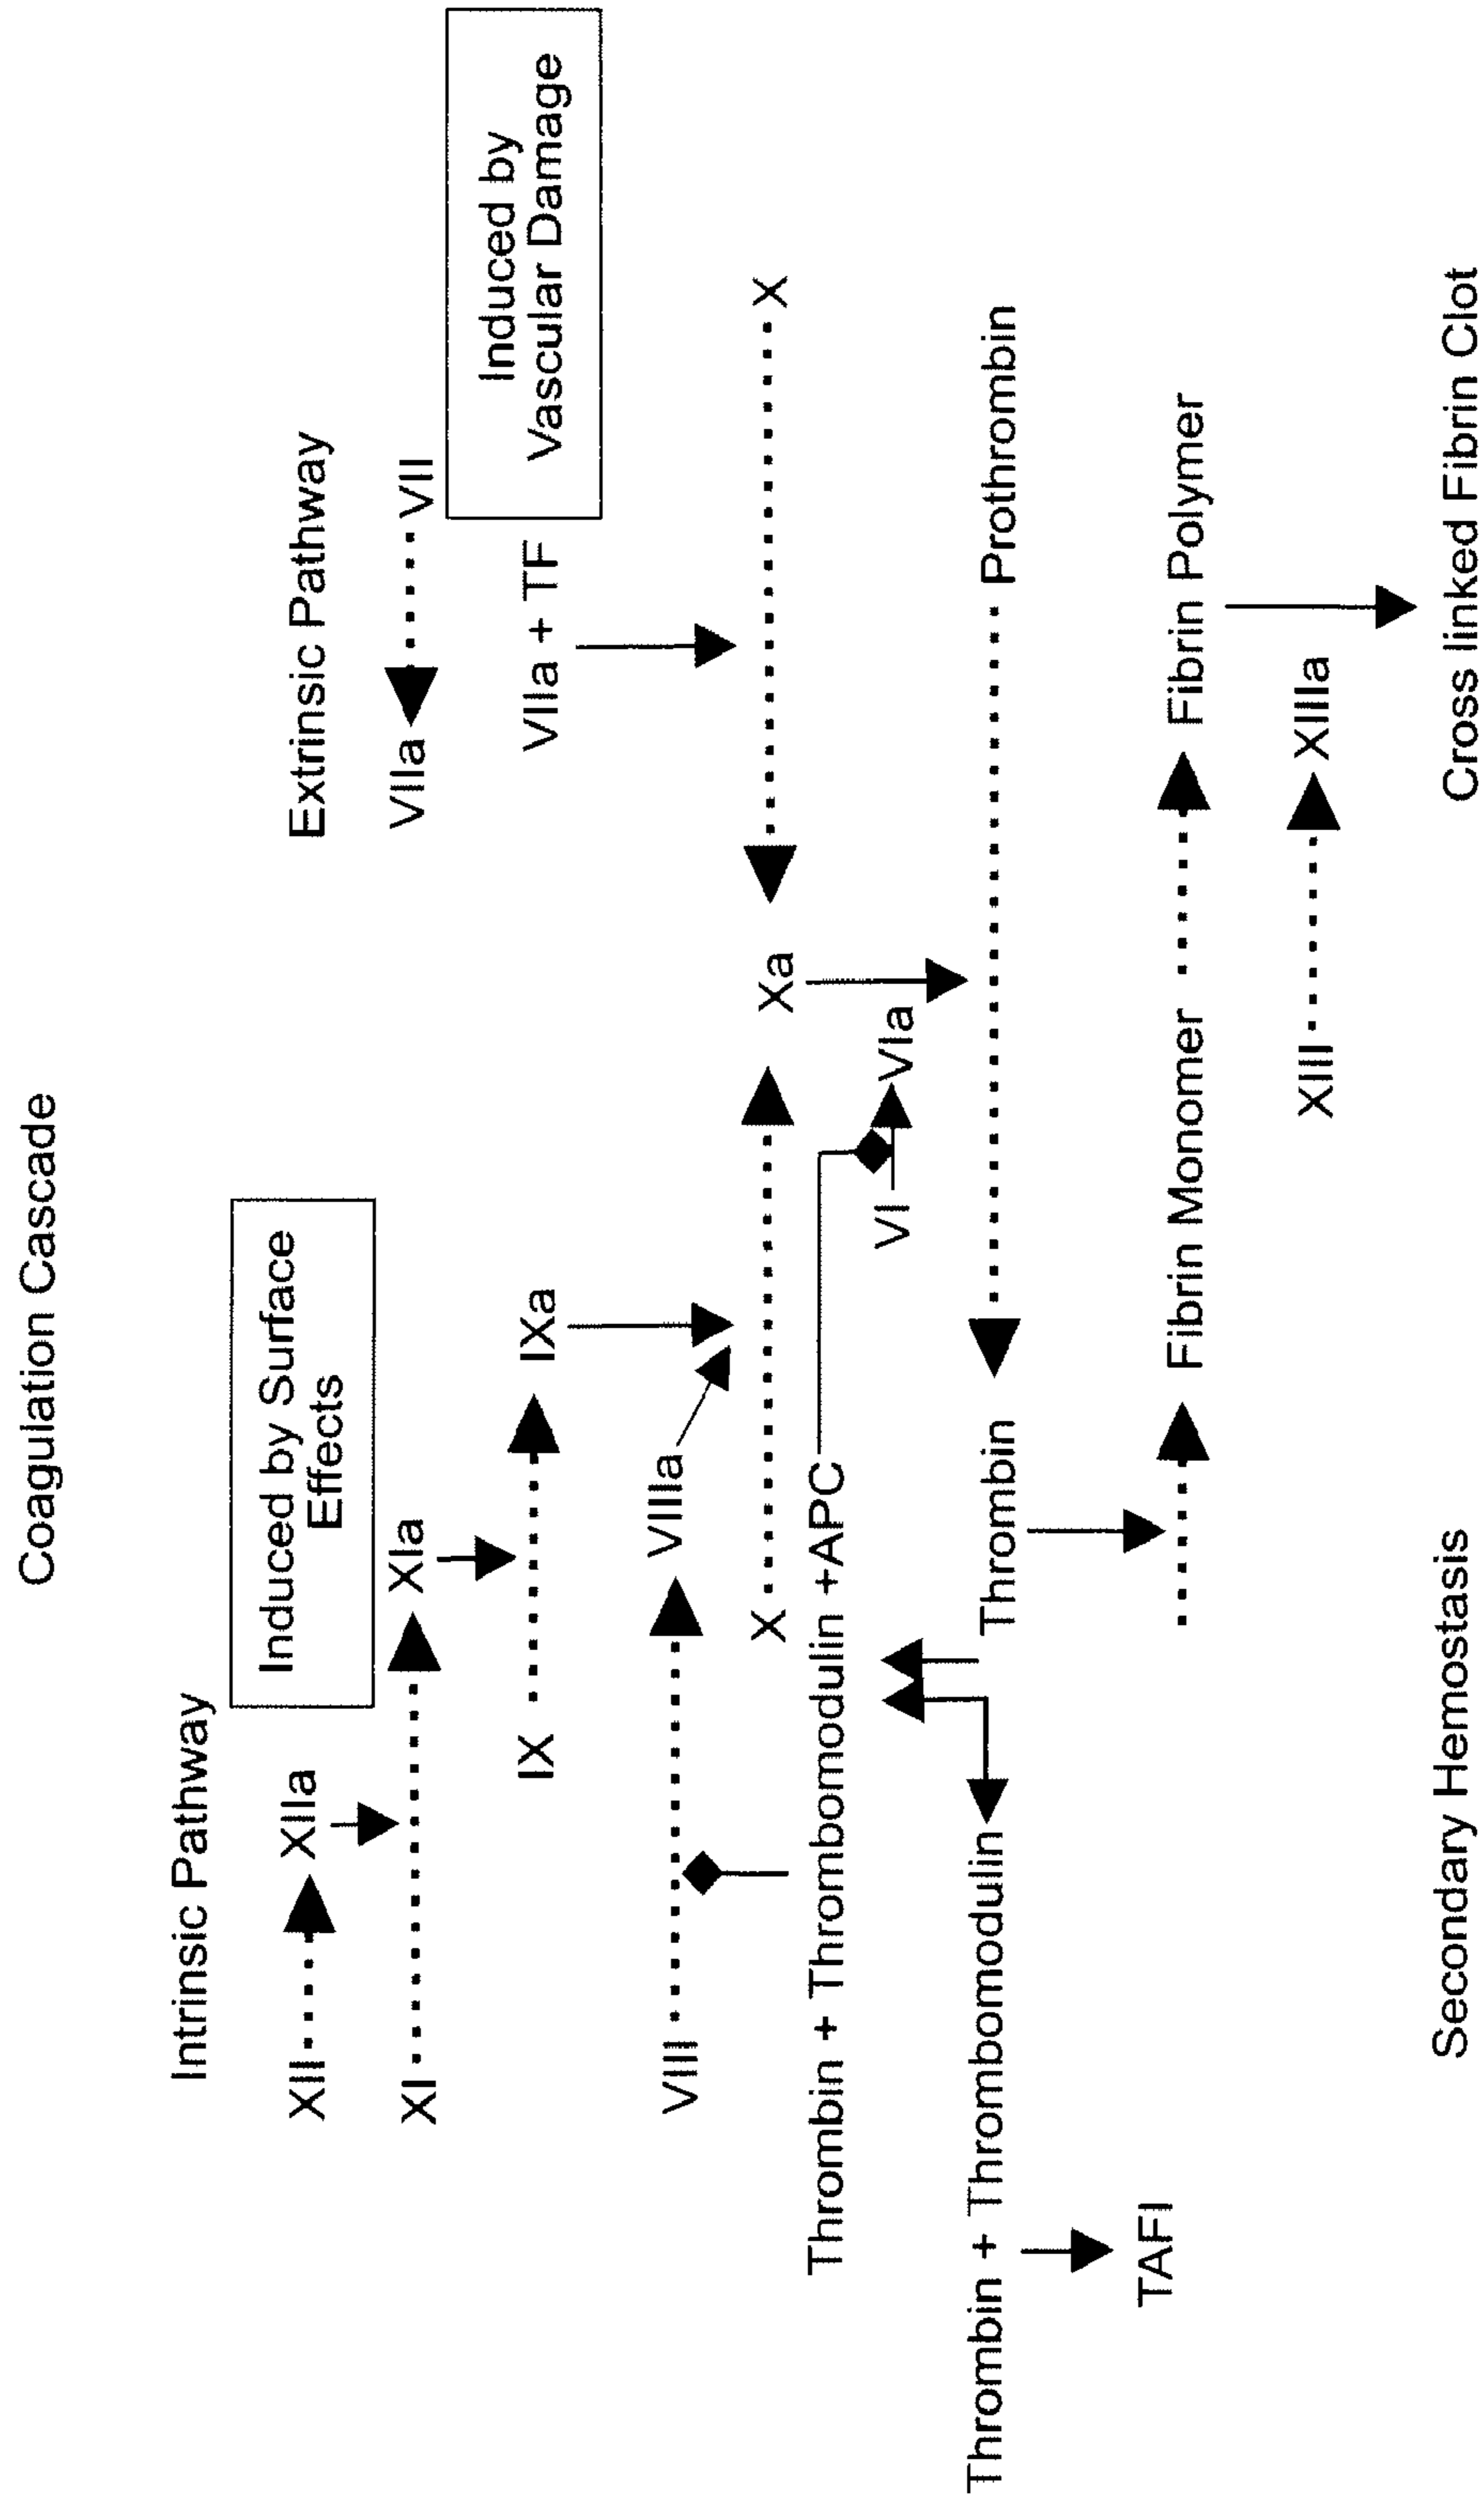 Coagulation Cascade
Intrinsic Pathway
Extrinsic Pathway
Induced by Surface
Effects
XII
XIIa
VIIa
VII
XI
XIa
Induced by
Vascular Damage
IX
IXa
VIIa + TF
VIII
VIIIa
X
Xa
X
Thrombin + Thrombomodulin +APC
VI
VIa
Thrombin + Thrombomodulin
Thrombin
Prothrombin
TAFI
Fibrin Monomer
Fibrin Polymer
XIII
XIIIa
Secondary Hemostasis
Cross linked Fibrin Clot